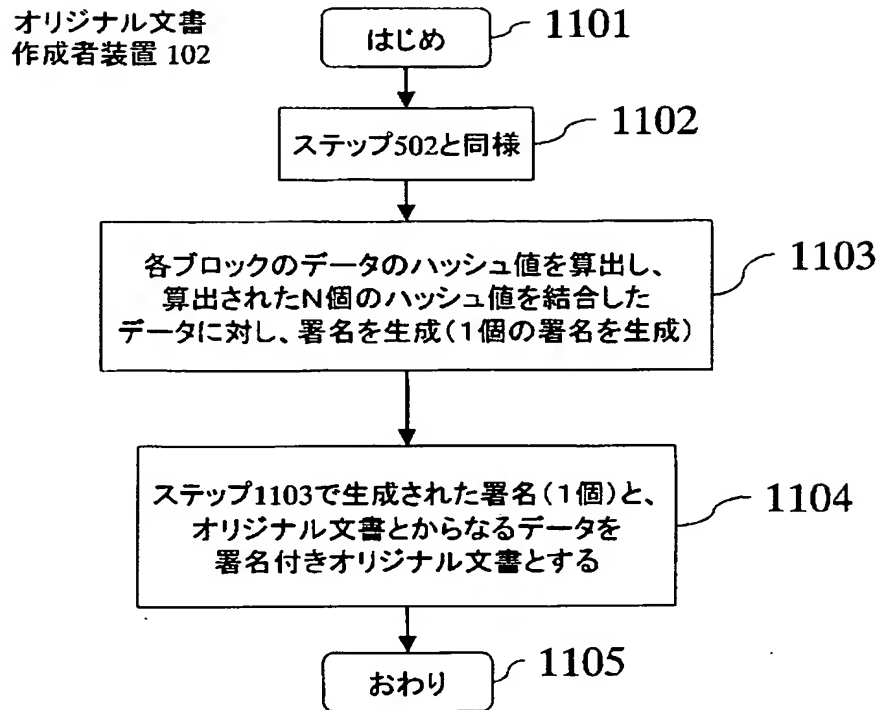 オリジナル文書
作成者装置 102
はじめ
1101
ステップ502と同様
1102
各ブロックのデータのハッシュ値を算出し、
算出されたN個のハッシュ値を結合した
データに対し、署名を生成(1個の署名を生成)
1103
ステップ1103で生成された署名(1個)と、
オリジナル文書とからなるデータを
署名付きオリジナル文書とする
1104
おわり
1105